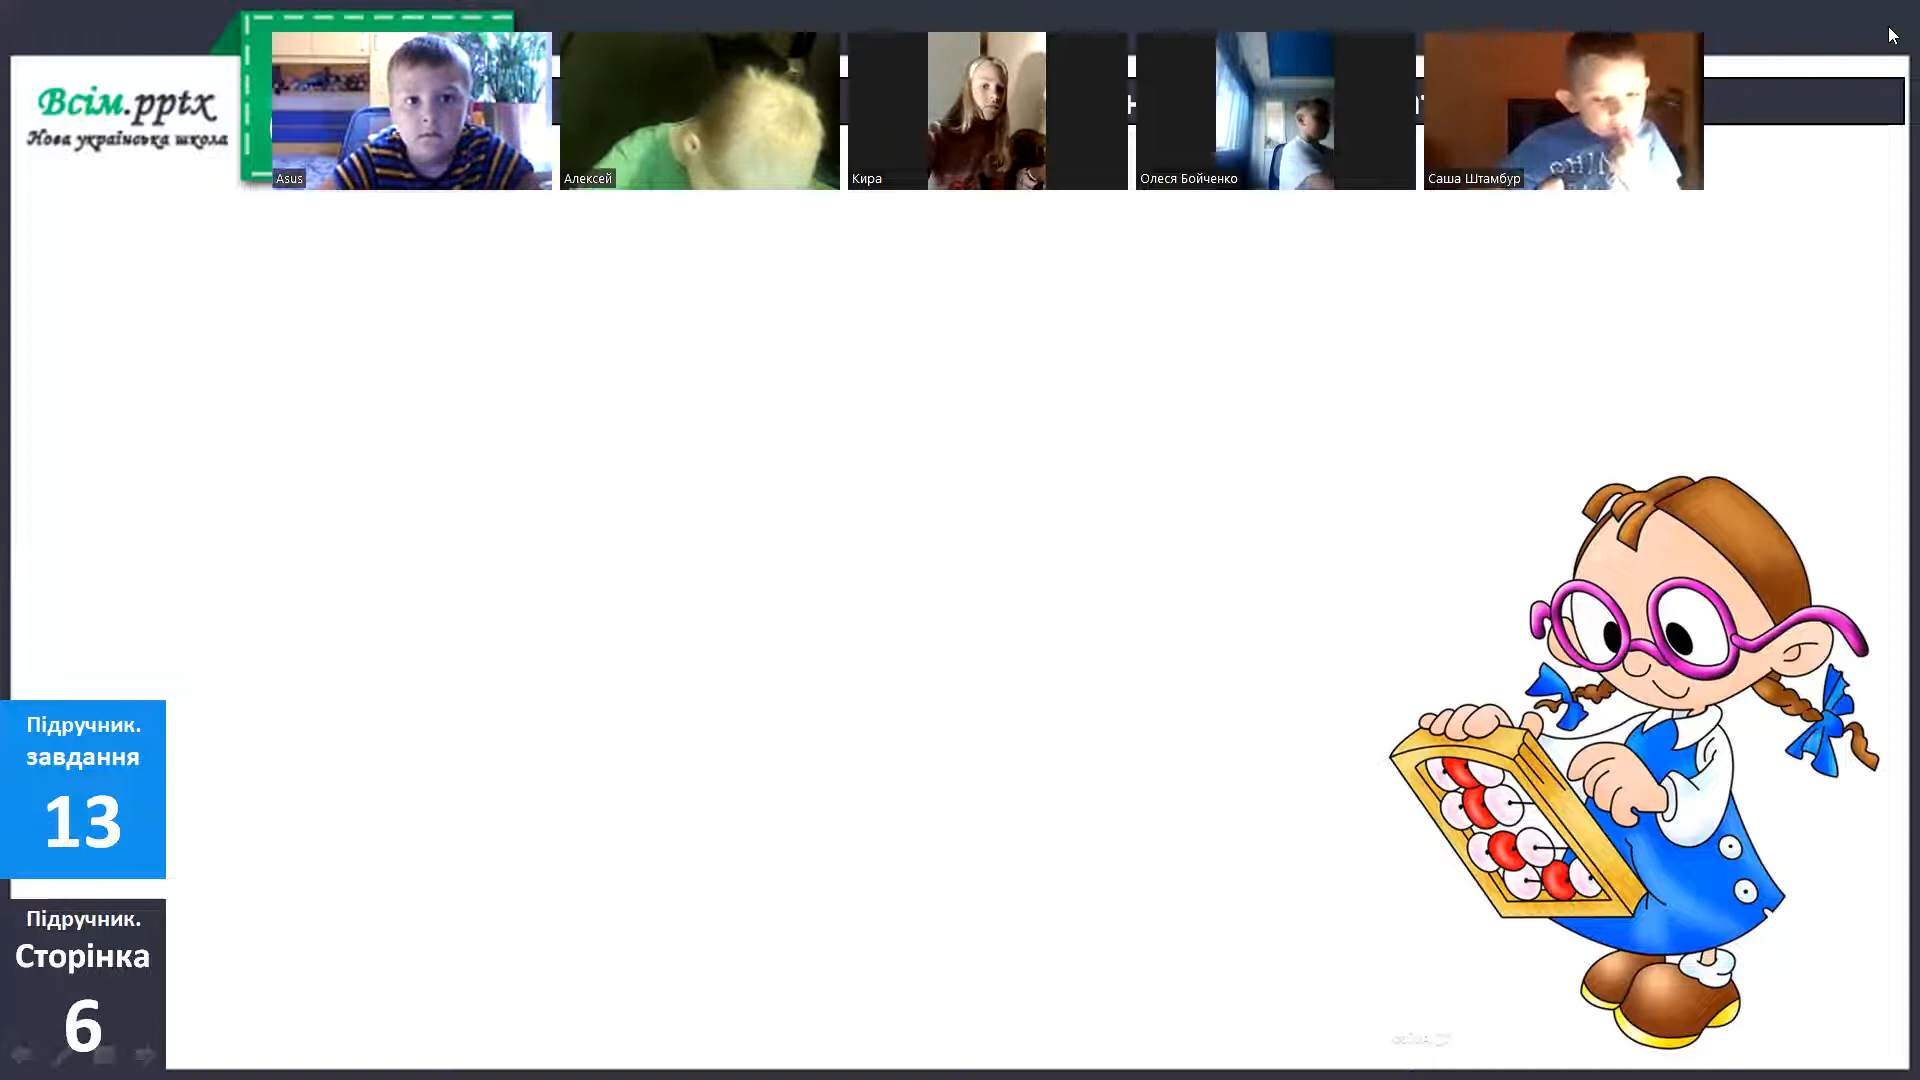 Всім.pptx
Нова українська школа
Asus
Алексей
Кира
Олеся Бойченко
Саша Штамбур
Підручник.
завдання
13
Підручник.
Сторінка
6